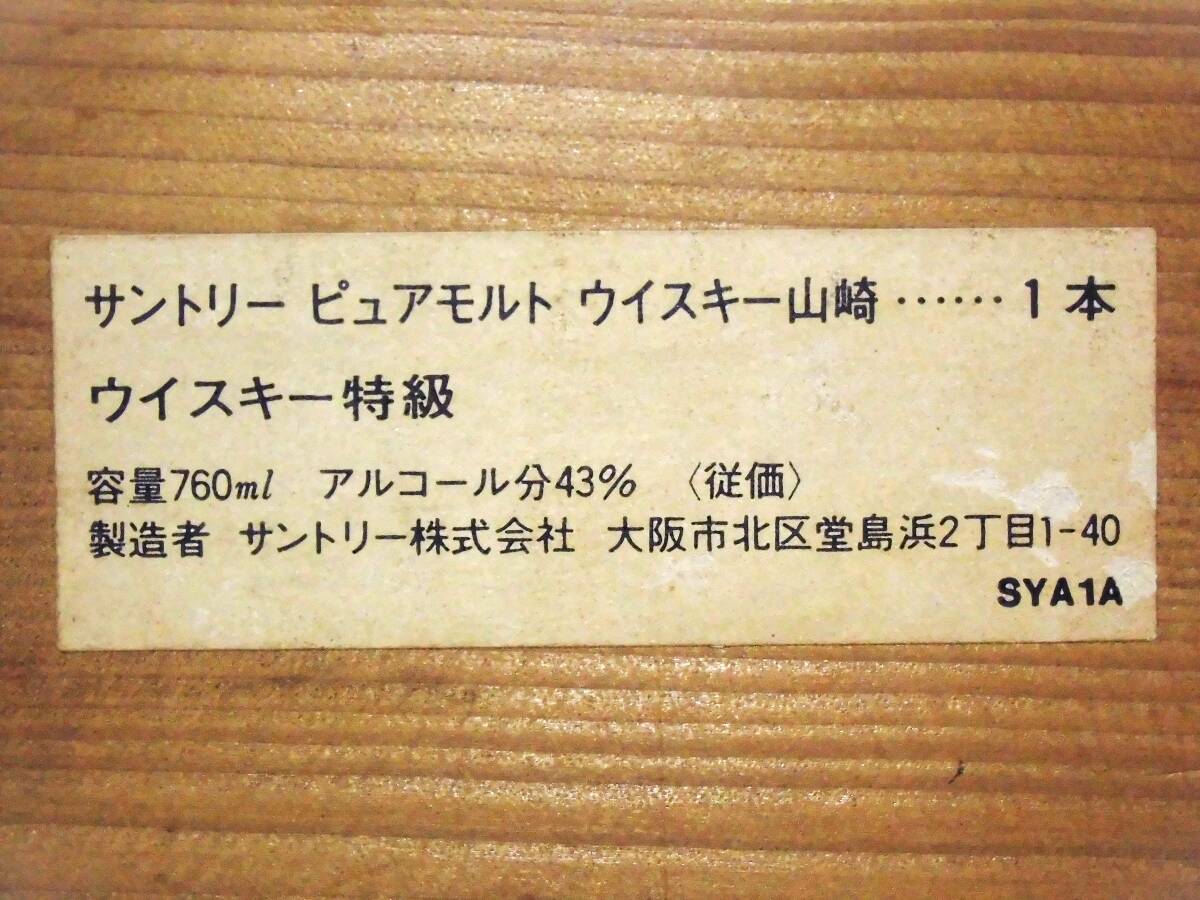 サントリー ピュアモルト ウイスキー山崎……1本
ウイスキー特級
容量760ml アルコール分43% 〈従価〉
製造者 サントリー株式会社 大阪市北区堂島浜2丁目1-40
SYA1A